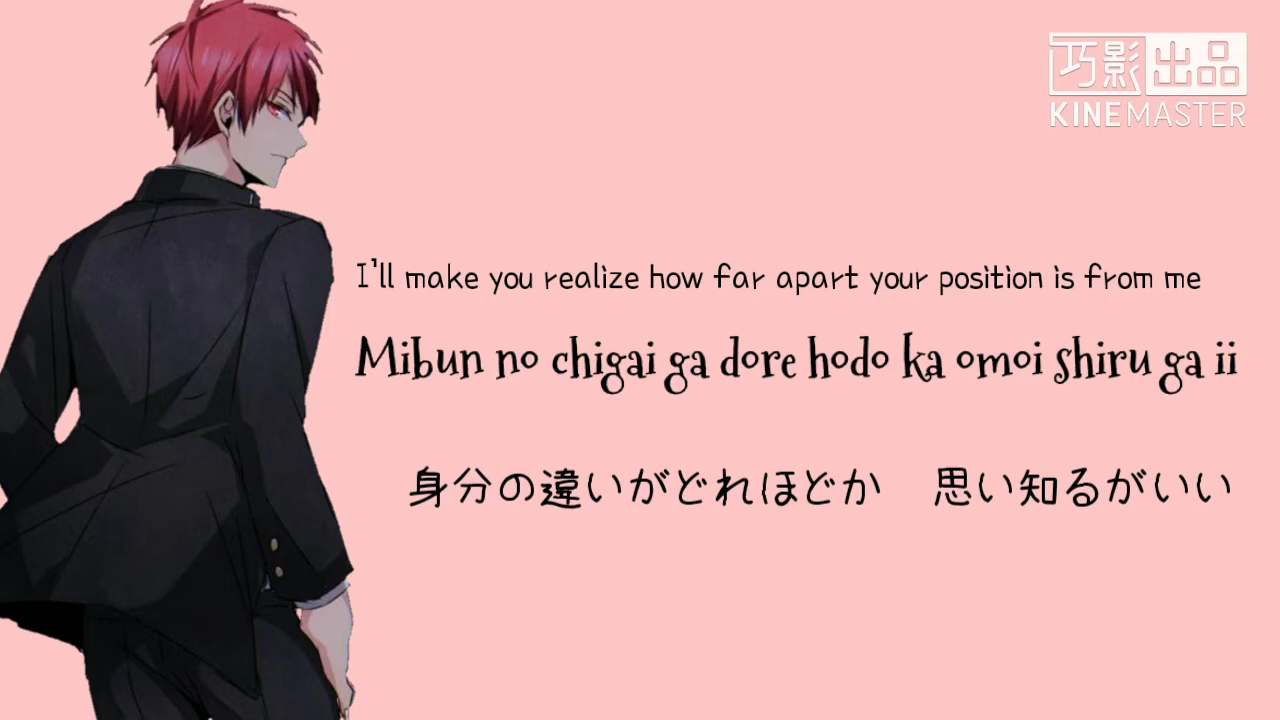 巧影出品
KINEMASTER
I'll make you realize how far apart your position is from me
Mibun no chigai ga dore hodo ka omoi shiru ga ii
身分の違いがどれほどか　思い知るがいい